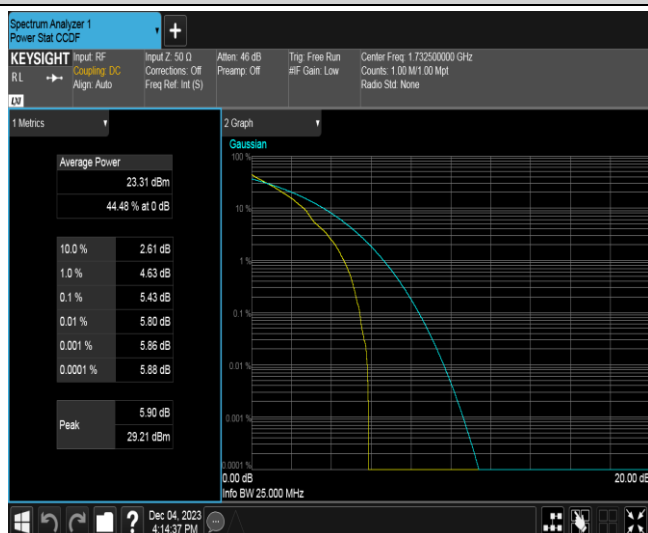 Spectrum Analyzer 1
Power Stat CCDF
KEYSIGHT
RL
LXI
Input: RF
Coupling: DC
Align: Auto
Input Z: 50 Ω
Corrections: Off
Freq Ref: Int (S)
Atten: 46 dB
Preamp: Off
Trig: Free Run
#IF Gain: Low
Center Freq: 1.732500000 GHz
Counts: 1.00 M/1.00 Mpt
Radio Std: None
1 Metrics
Average Power
23.31 dBm
44.48 % at 0 dB
10.0 % 2.61 dB
1.0 % 4.63 dB
0.1 % 5.43 dB
0.01 % 5.80 dB
0.001 % 5.86 dB
0.0001 % 5.88 dB
Peak
5.90 dB
29.21 dBm
2 Graph
Gaussian
100 %
10 %
1 %
0.1 %
0.01 %
0.001 %
0.0001 %
0.00 dB 20.00 dB
Info BW 25.000 MHz
?
Dec 04, 2023
4:14:37 PM